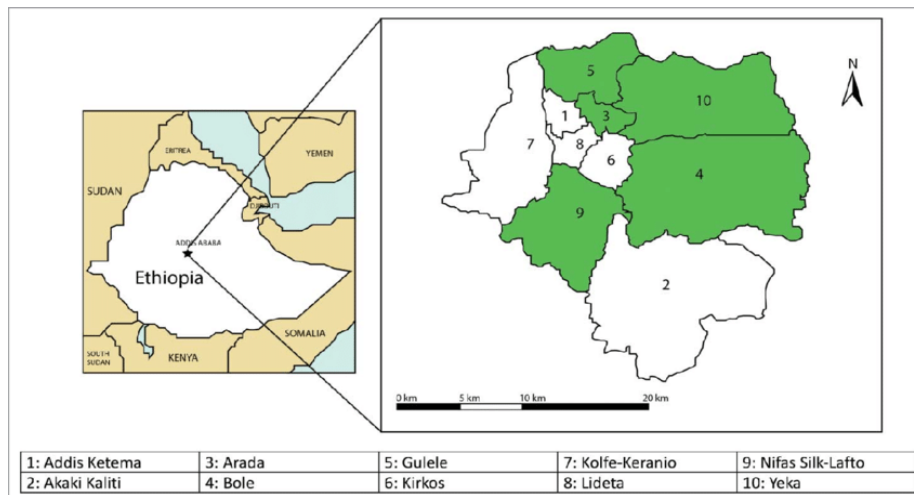 SUDAN
ERITREA
YEMEN
DJIBOUTI
ADDIS ABABA
Ethiopia
SOMALIA
SOUTH
SUDAN
KENYA
N
5
10
1
3
7
8
6
4
9
2
0 km
5 km
10 km
20 km
1: Addis Ketema 3: Arada 5: Gulele 7: Kolfe-Keranio 9: Nifas Silk-Lafto
2: Akaki Kaliti 4: Bole 6: Kirkos 8: Lideta 10: Yeka